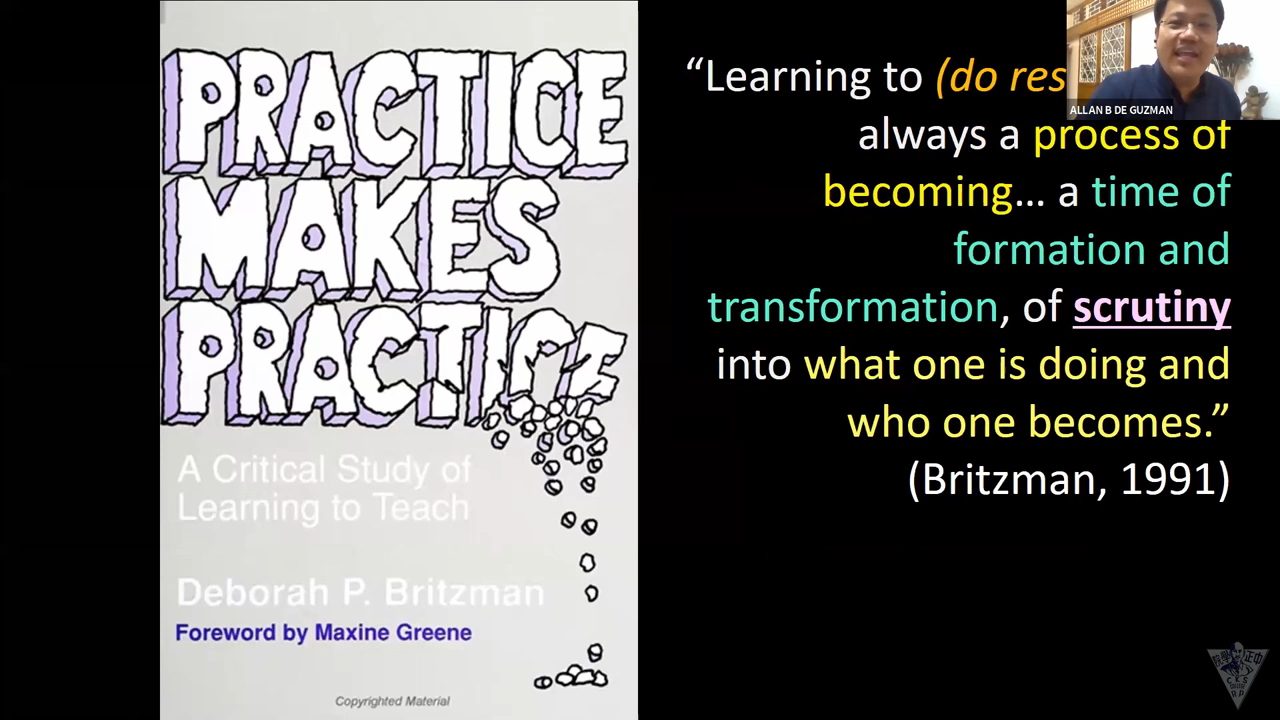 PRACTICE
MAKES
PRACTICE
A Critical Study of
Learning to Teach
Deborah P. Britzman
Foreword by Maxine Greene
Copyrighted Material
“Learning to (do res
always a process of
becoming… a time of
formation and
transformation, of scrutiny
into what one is doing and
who one becomes.”
(Britzman, 1991)
ALLAN B DE GUZMAN